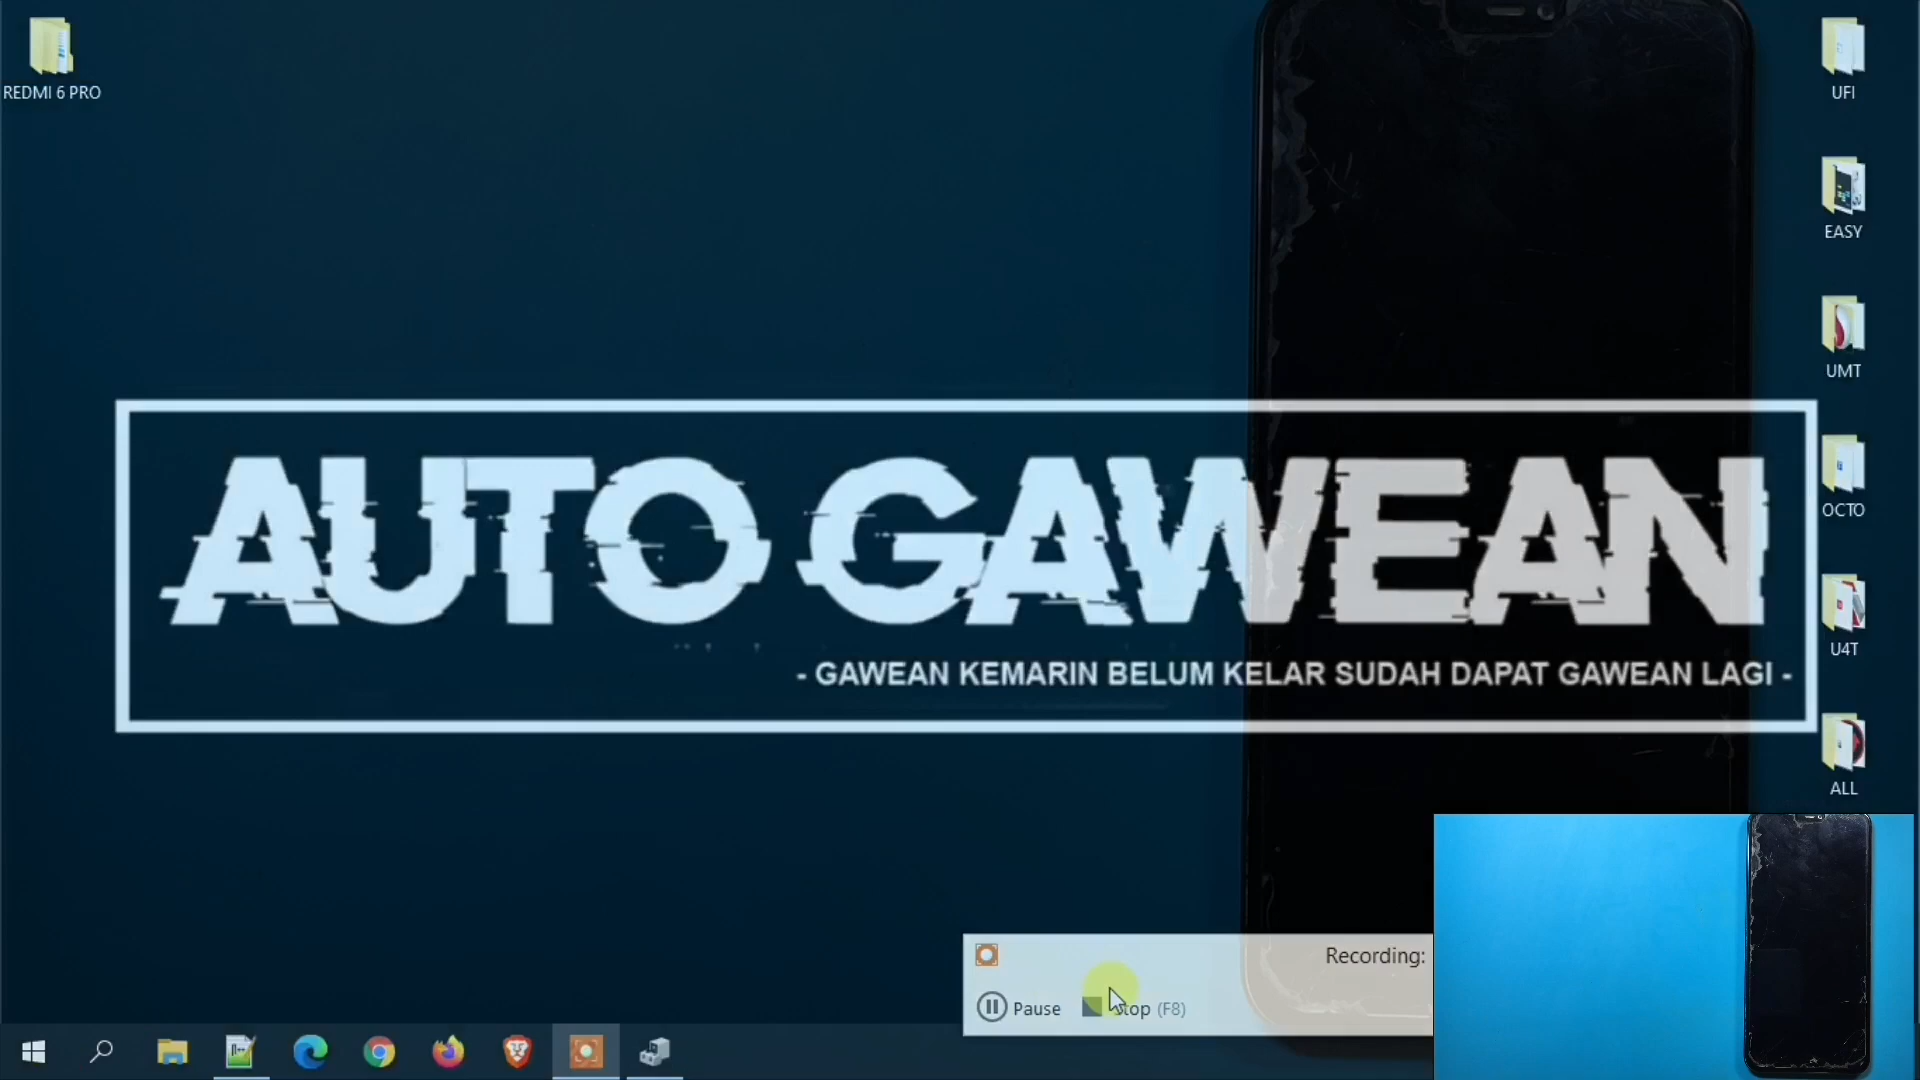 REDMI 6 PRO
UFI
EASY
UMT
OCTO
U4T
ALL
AUTO GAWEAN
- GAWEAN KEMARIN BELUM KELAR SUDAH DAPAT GAWEAN LAGI -
Recording:
Pause
Stop (F8)